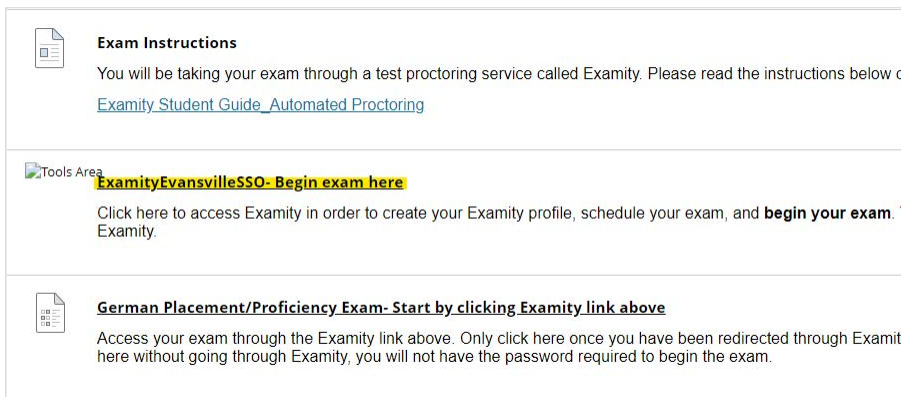 Exam Instructions
You will be taking your exam through a test proctoring service called Examity. Please read the instructions below
Examity Student Guide_Automated Proctoring
Tools Area
ExamityEvansvilleSSO- Begin exam here
Click here to access Examity in order to create your Examity profile, schedule your exam, and begin your exam.
Examity.
German Placement/Proficiency Exam- Start by clicking Examity link above
Access your exam through the Examity link above. Only click here once you have been redirected through Examit
here without going through Examity, you will not have the password required to begin the exam.